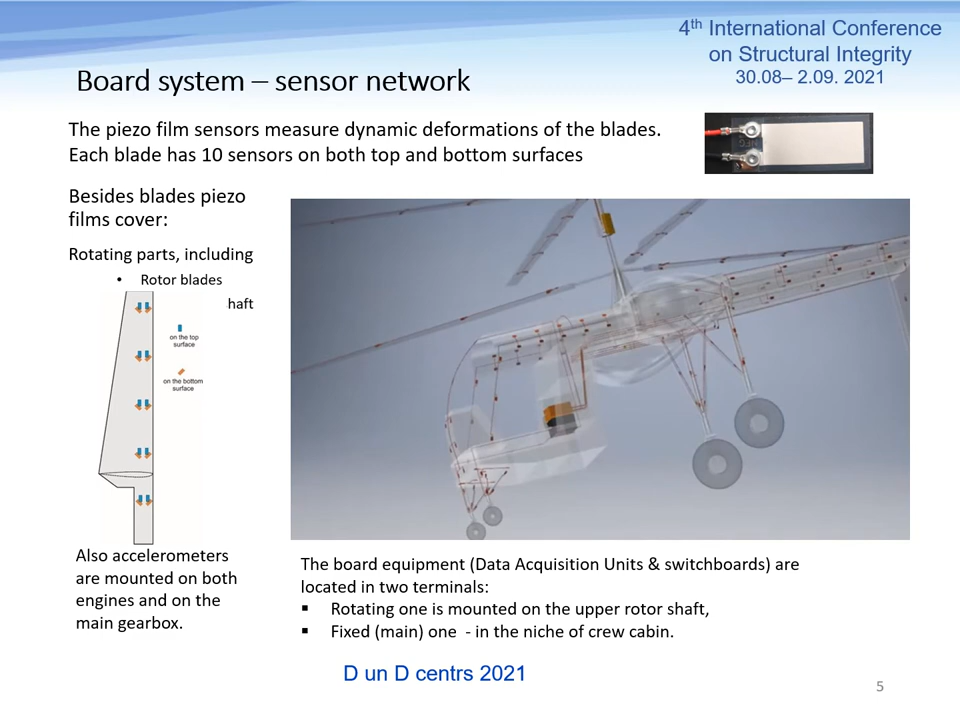 4th International Conference
on Structural Integrity
30.08– 2.09. 2021
Board system – sensor network
The piezo film sensors measure dynamic deformations of the blades.
Each blade has 10 sensors on both top and bottom surfaces
Besides blades piezo
films cover:
Rotating parts, including
• Rotor blades
haft
on the top
surface
on the bottom
surface
Also accelerometers
are mounted on both
engines and on the
main gearbox.
The board equipment (Data Acquisition Units & switchboards) are
located in two terminals:
▪ Rotating one is mounted on the upper rotor shaft,
▪ Fixed (main) one - in the niche of crew cabin.
D un D centrs 2021
5